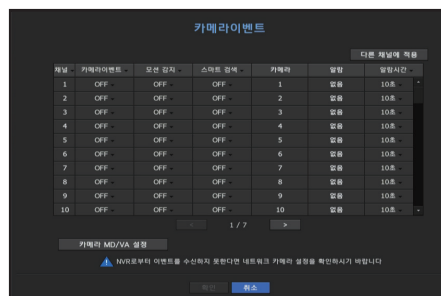 카메라이벤트
다른 채널에 적용
채널 카메라이벤트 모션 감지 스마트 검색 카메라 알람 알람시간
1 OFF OFF OFF 1 없음 10초
2 OFF OFF OFF 2 없음 10초
3 OFF OFF OFF 3 없음 10초
4 OFF OFF OFF 4 없음 10초
5 OFF OFF OFF 5 없음 10초
6 OFF OFF OFF 6 없음 10초
7 OFF OFF OFF 7 없음 10초
8 OFF OFF OFF 8 없음 10초
9 OFF OFF OFF 9 없음 10초
10 OFF OFF OFF 10 없음 10초
< 1 / 7 >
카메라 MD/VA 설정
NVR로부터 이벤트를 수신하지 못한다면 네트워크 카메라 설정을 확인하시기 바랍니다
확인 취소